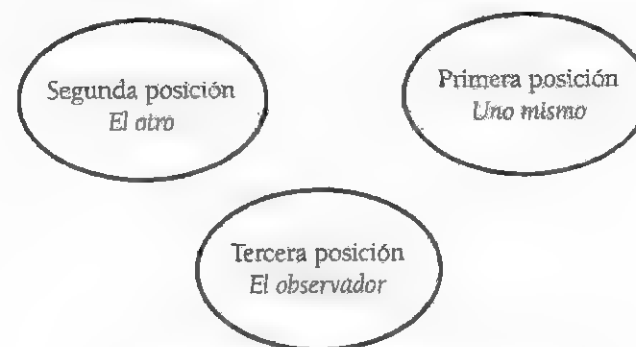 Segunda posición
El otro
Primera posición
Uno mismo
Tercera posición
El observador